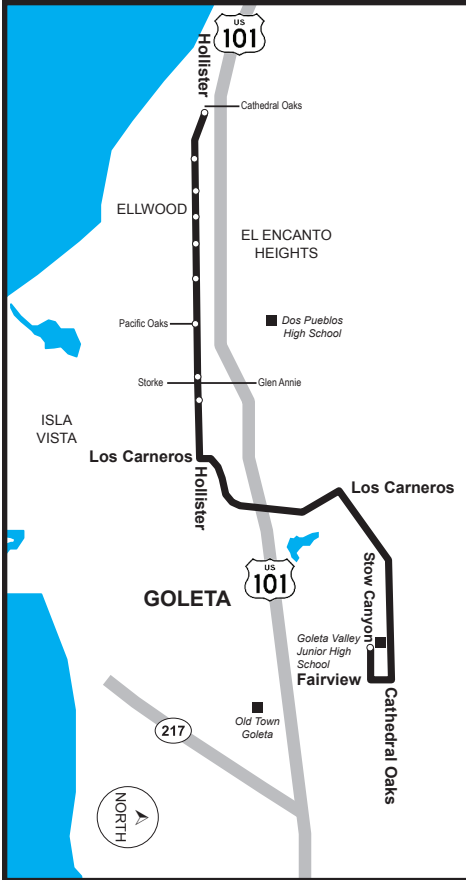 US
101
Hollister
Cathedral Oaks
ELLWOOD
EL ENCANTO
HEIGHTS
Pacific Oaks
Dos Pueblos
High School
Storke
Glen Annie
ISLA
VISTA
Los Carneros
Hollister
Los Carneros
US
101
GOLETA
Stow Canyon
Goleta Valley
Junior High
School
Fairview
Cathedral Oaks
Old Town
Goleta
217
NORTH